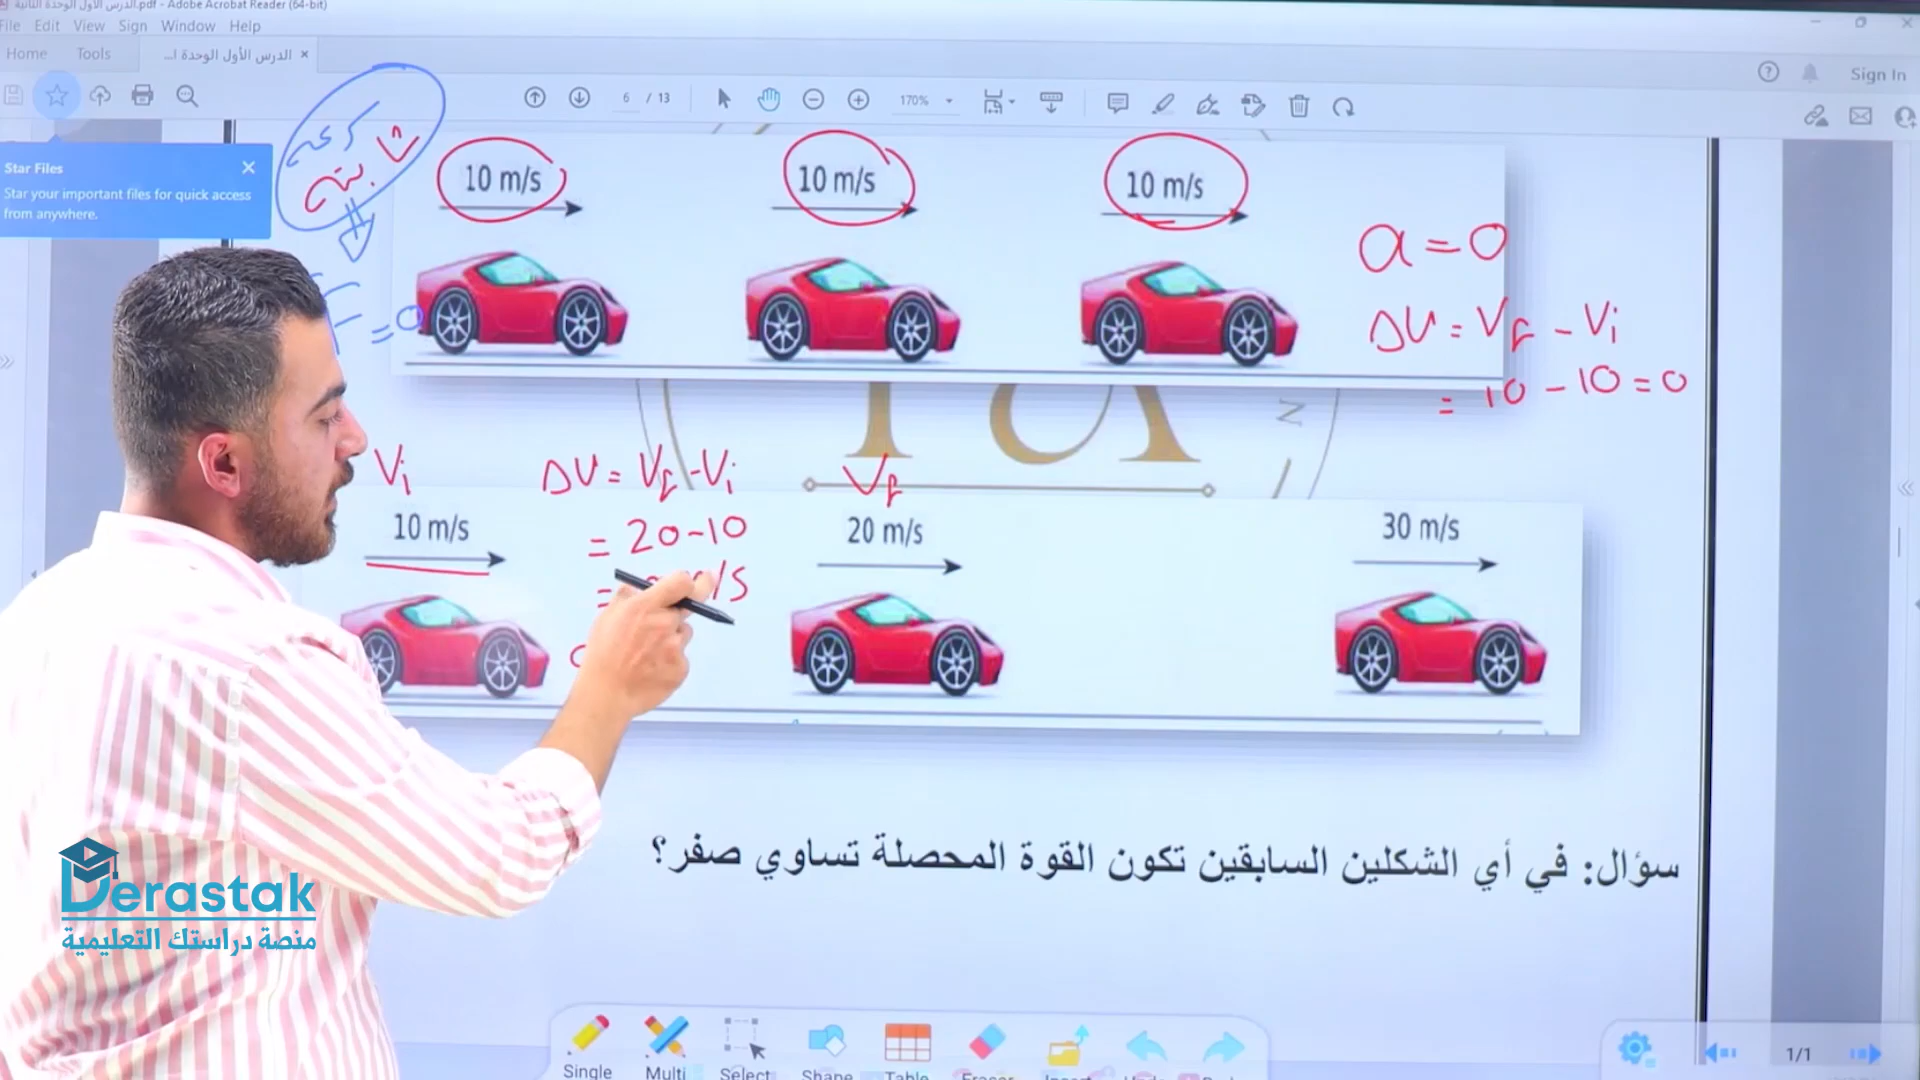 الدرس الأول الوحدة الثانية.pdf - Adobe Acrobat Reader (64-bit)
File Edit View Sign Window Help
Home Tools الدرس الأول الوحدة ا... ×
Sign In
6 / 13 170%
Star Files
Star your important files for quick access
from anywhere.
10 m/s 10 m/s 10 m/s
a = 0
F = 0
ΔV = Vf - Vi
= 10 - 10 = 0
Vi ΔV = Vf - Vi Vf
= 20 - 10
10 m/s 20 m/s 30 m/s
سؤال: في أي الشكلين السابقين تكون القوة المحصلة تساوي صفر؟
Derastak
منصة دراستك التعليمية
Single Multi Select Shape Table Eraser
1/1